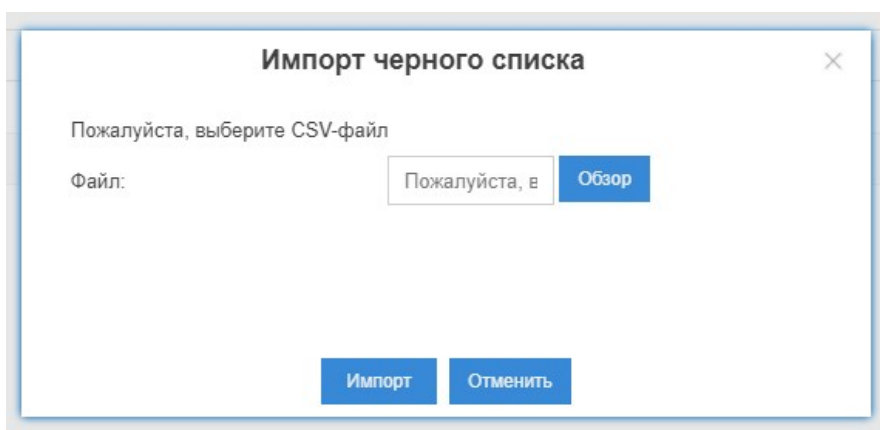 Импорт черного списка
Пожалуйста, выберите CSV-файл
Файл: Пожалуйста, в Обзор
Импорт Отменить